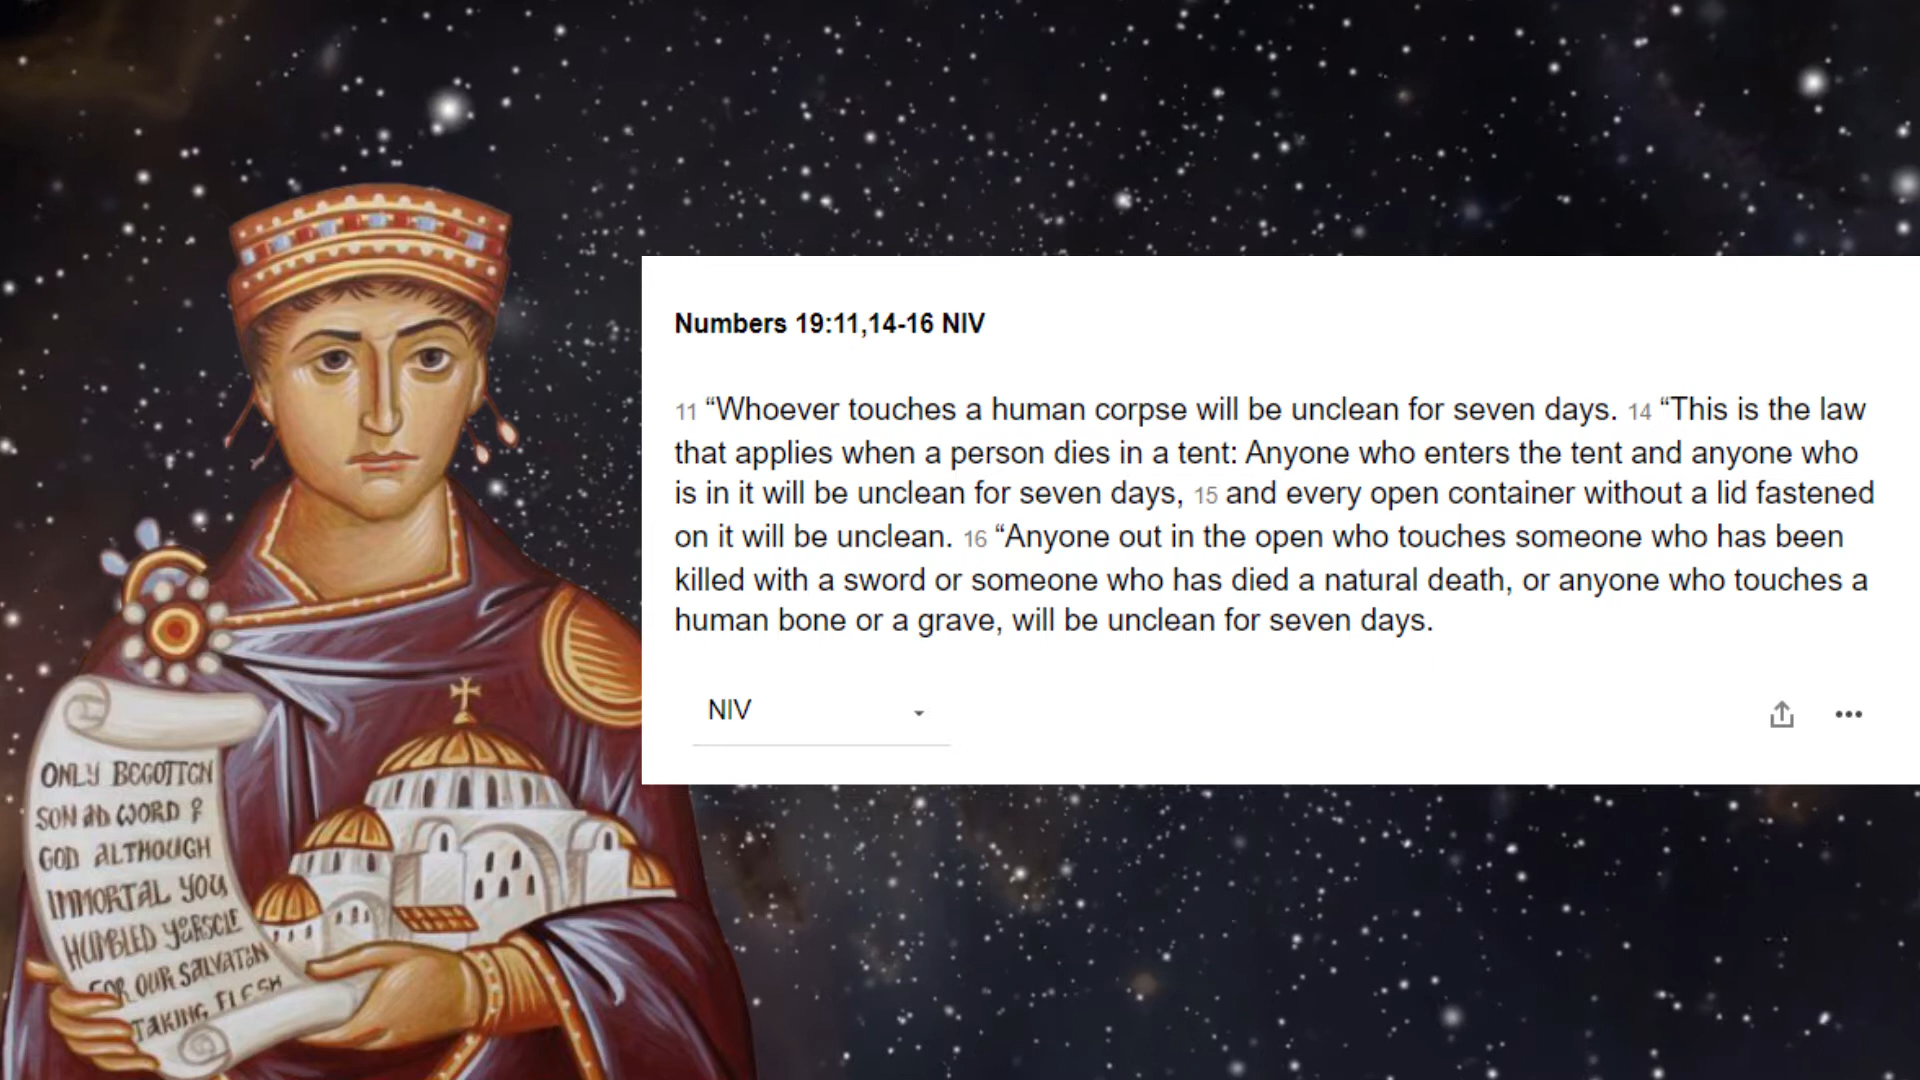 Numbers 19:11,14-16 NIV
11 “Whoever touches a human corpse will be unclean for seven days. 14 “This is the law
that applies when a person dies in a tent: Anyone who enters the tent and anyone who
is in it will be unclean for seven days, 15 and every open container without a lid fastened
on it will be unclean. 16 “Anyone out in the open who touches someone who has been
killed with a sword or someone who has died a natural death, or anyone who touches a
human bone or a grave, will be unclean for seven days.
NIV
ONLY BEGOTTEN
SON AD WORD
GOD ALTHOUGH
IMMORTAL YOU
HUMBLED YOURSELF
FOR OUR SALVATION
TAKING FLESH